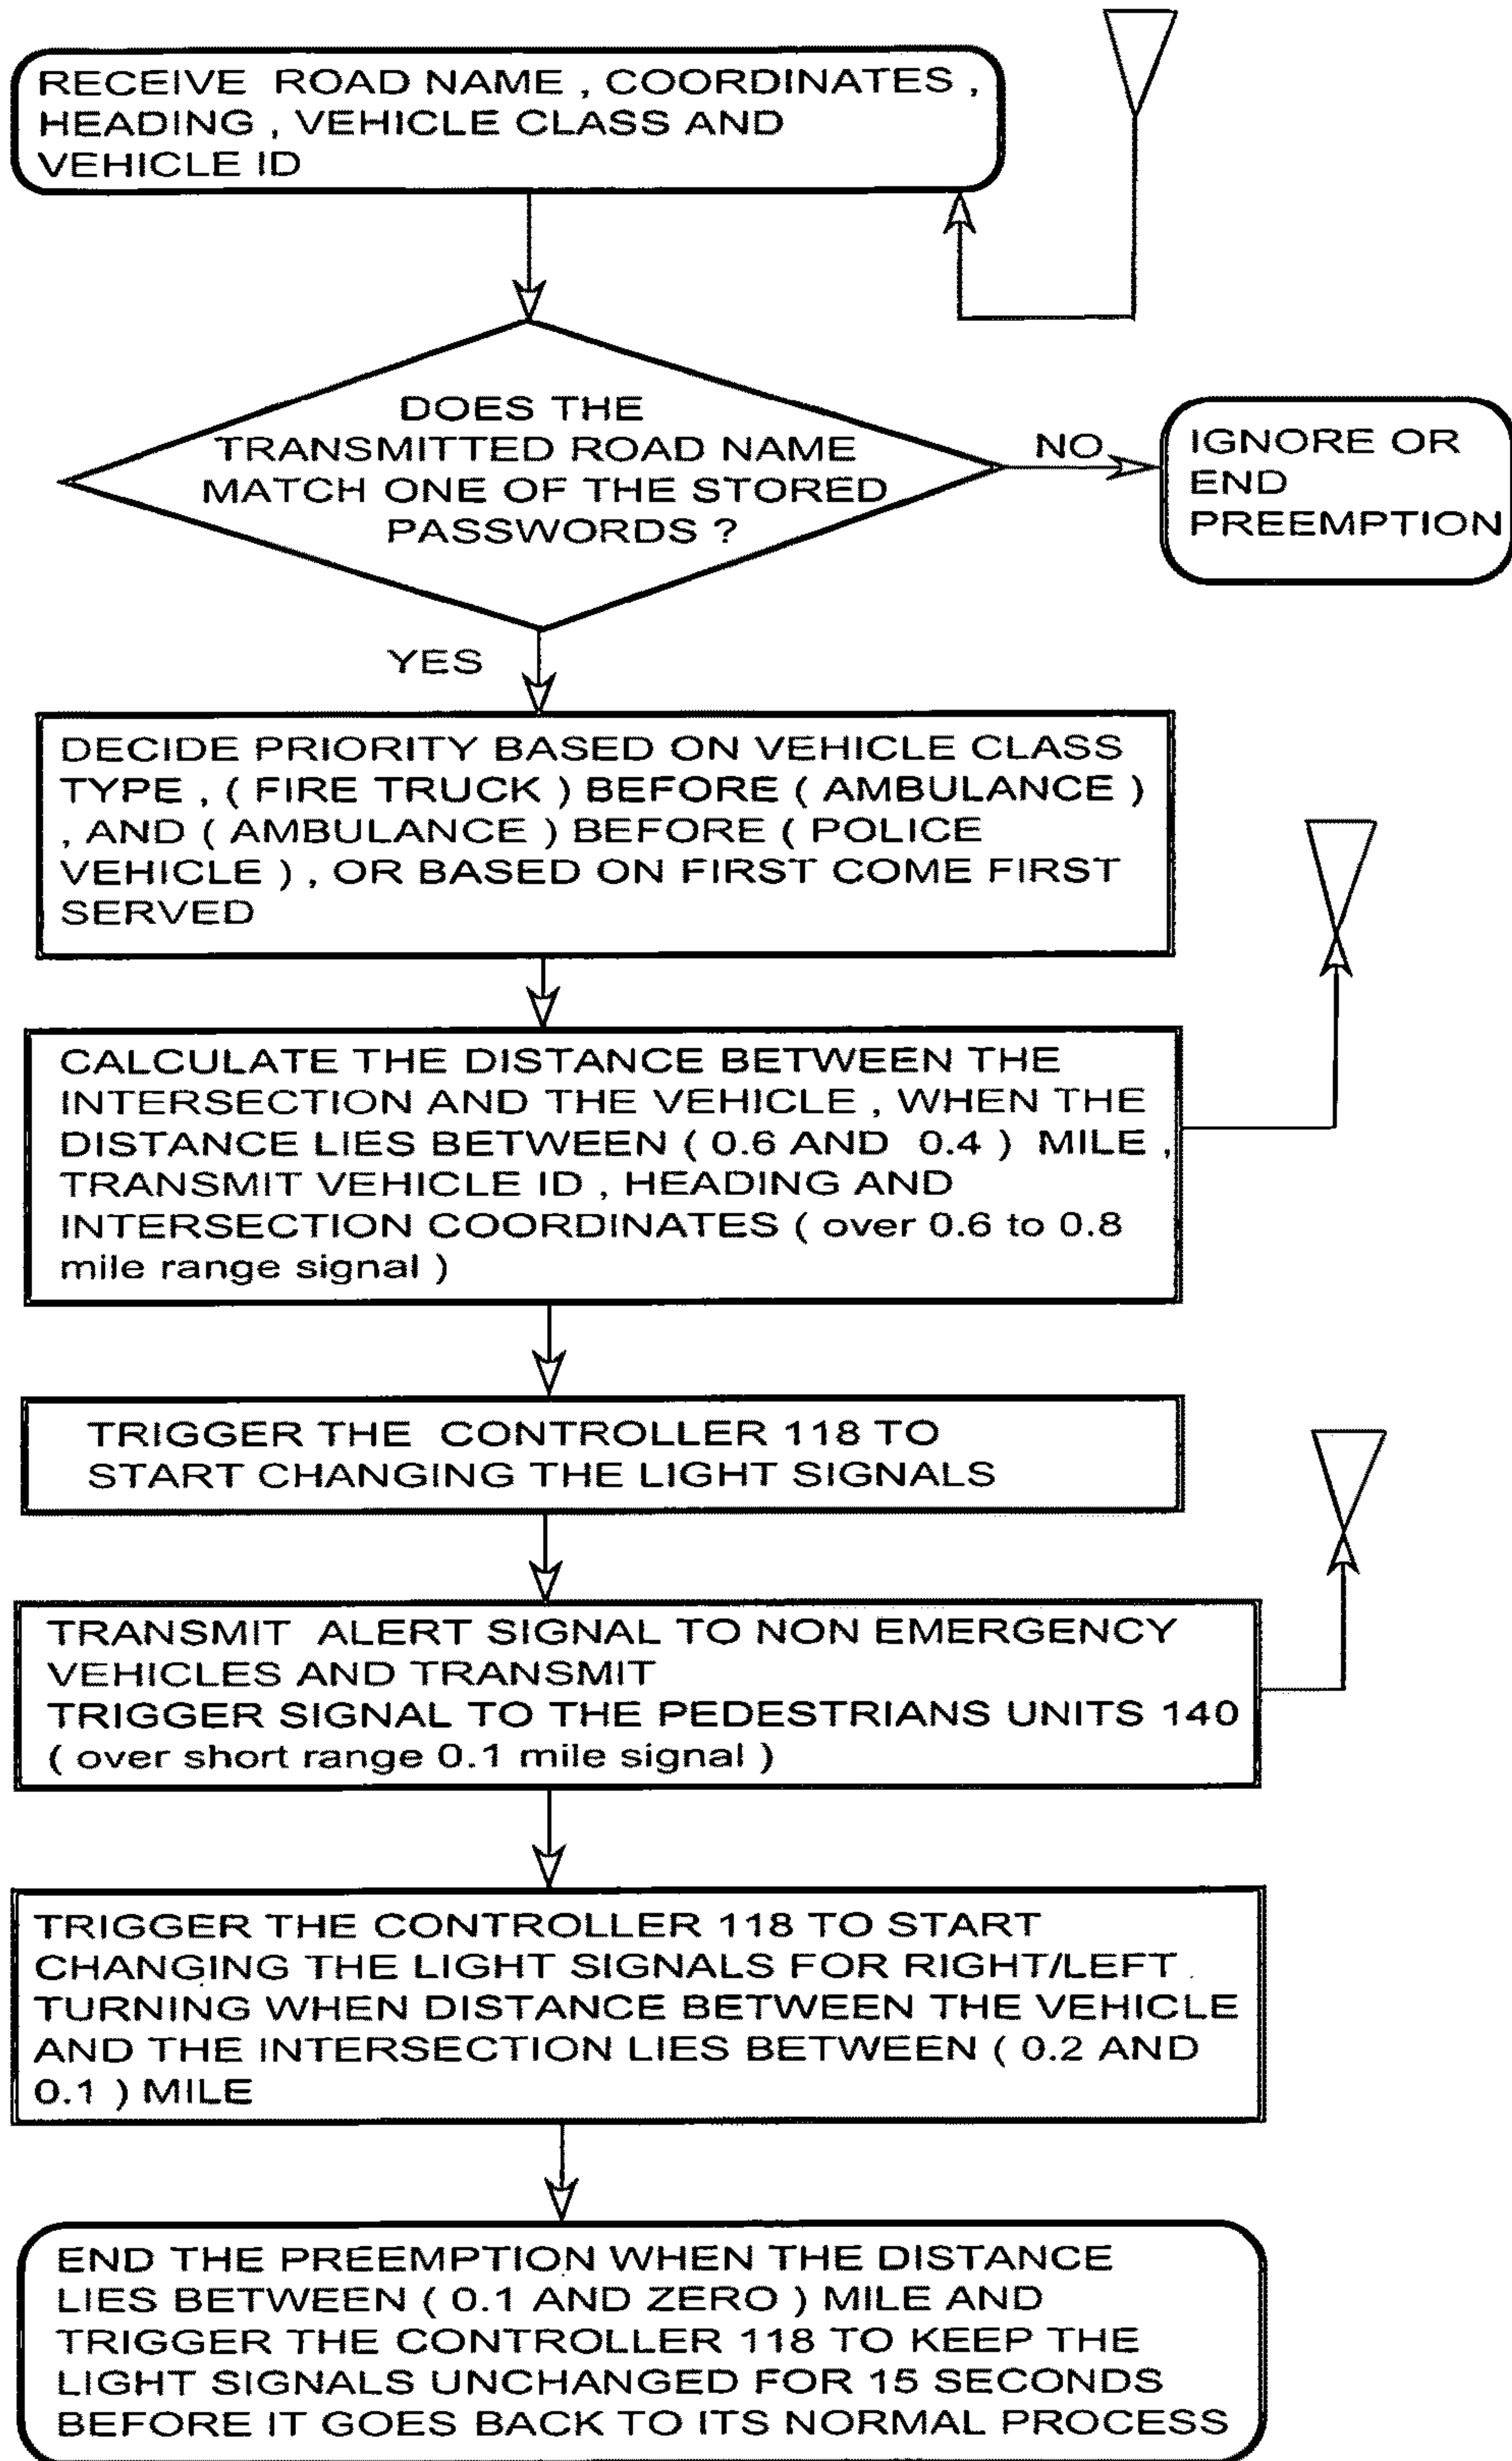 RECEIVE ROAD NAME , COORDINATES ,
HEADING , VEHICLE CLASS AND
VEHICLE ID
DOES THE
TRANSMITTED ROAD NAME
MATCH ONE OF THE STORED
PASSWORDS ?
NO
IGNORE OR
END
PREEMPTION
YES
DECIDE PRIORITY BASED ON VEHICLE CLASS
TYPE , ( FIRE TRUCK ) BEFORE ( AMBULANCE )
, AND ( AMBULANCE ) BEFORE ( POLICE
VEHICLE ) , OR BASED ON FIRST COME FIRST
SERVED
CALCULATE THE DISTANCE BETWEEN THE
INTERSECTION AND THE VEHICLE , WHEN THE
DISTANCE LIES BETWEEN ( 0.6 AND 0.4 ) MILE ,
TRANSMIT VEHICLE ID , HEADING AND
INTERSECTION COORDINATES ( over 0.6 to 0.8
mile range signal )
TRIGGER THE CONTROLLER 118 TO
START CHANGING THE LIGHT SIGNALS
TRANSMIT ALERT SIGNAL TO NON EMERGENCY
VEHICLES AND TRANSMIT
TRIGGER SIGNAL TO THE PEDESTRIANS UNITS 140
( over short range 0.1 mile signal )
TRIGGER THE CONTROLLER 118 TO START
CHANGING THE LIGHT SIGNALS FOR RIGHT/LEFT
TURNING WHEN DISTANCE BETWEEN THE VEHICLE
AND THE INTERSECTION LIES BETWEEN ( 0.2 AND
0.1 ) MILE
END THE PREEMPTION WHEN THE DISTANCE
LIES BETWEEN ( 0.1 AND ZERO ) MILE AND
TRIGGER THE CONTROLLER 118 TO KEEP THE
LIGHT SIGNALS UNCHANGED FOR 15 SECONDS
BEFORE IT GOES BACK TO ITS NORMAL PROCESS